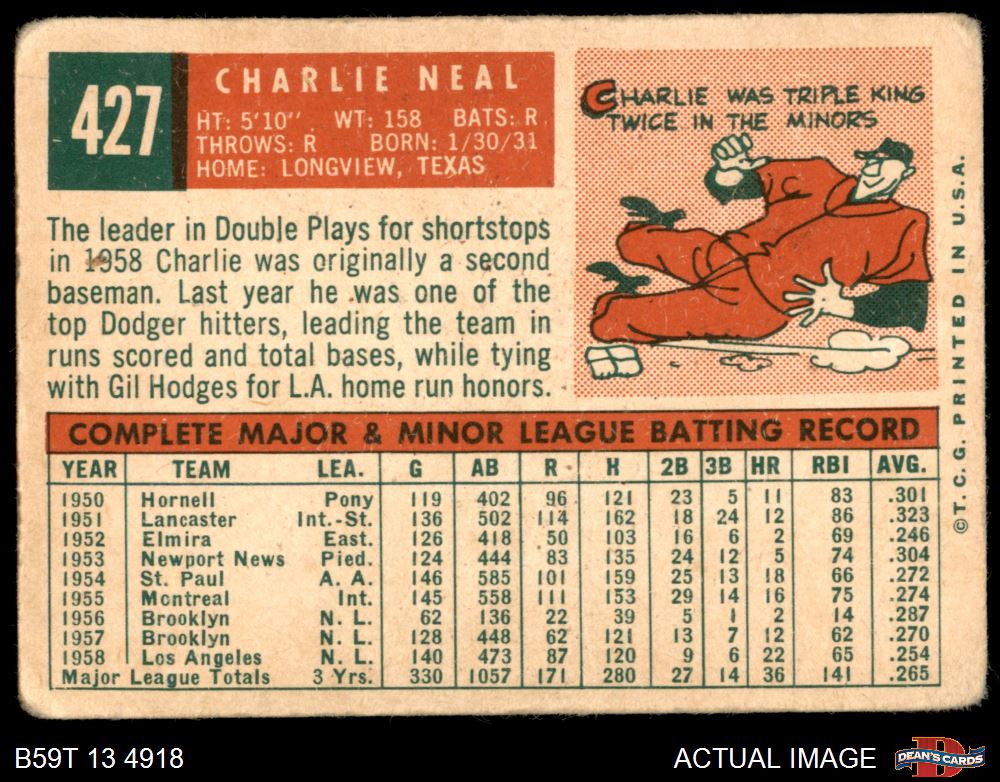 427
CHARLIE NEAL
HT: 5'10" WT: 158 BATS: R
THROWS: R BORN: 1/30/31
HOME: LONGVIEW, TEXAS
CHARLIE WAS TRIPLE KING
TWICE IN THE MINORS
The leader in Double Plays for shortstops
in 1958 Charlie was originally a second
baseman. Last year he was one of the
top Dodger hitters, leading the team in
runs scored and total bases, while tying
with Gil Hodges for L.A. home run honors.
COMPLETE MAJOR & MINOR LEAGUE BATTING RECORD
YEAR TEAM LEA. G AB R H 2B 3B HR RBI AVG.
1950 Hornell Pony 119 402 96 121 23 5 11 83 .301
1951 Lancaster Int.-St. 136 502 114 162 18 24 12 86 .323
1952 Elmira East. 126 418 50 103 16 6 2 69 .246
1953 Newport News Pied. 124 444 83 135 24 12 5 74 .304
1954 St. Paul A. A. 146 585 101 159 25 13 18 66 .272
1955 Montreal Int. 145 558 111 153 29 14 16 75 .274
1956 Brooklyn N. L. 62 136 22 39 5 1 2 14 .287
1957 Brooklyn N. L. 128 448 62 121 13 7 12 62 .270
1958 Los Angeles N. L. 140 473 87 120 9 6 22 65 .254
Major League Totals 3 Yrs. 330 1057 171 280 27 14 36 141 .265
©T. C. G. PRINTED IN U.S.A.
B59T 13 4918
ACTUAL IMAGE
D
DEAN'S CARDS